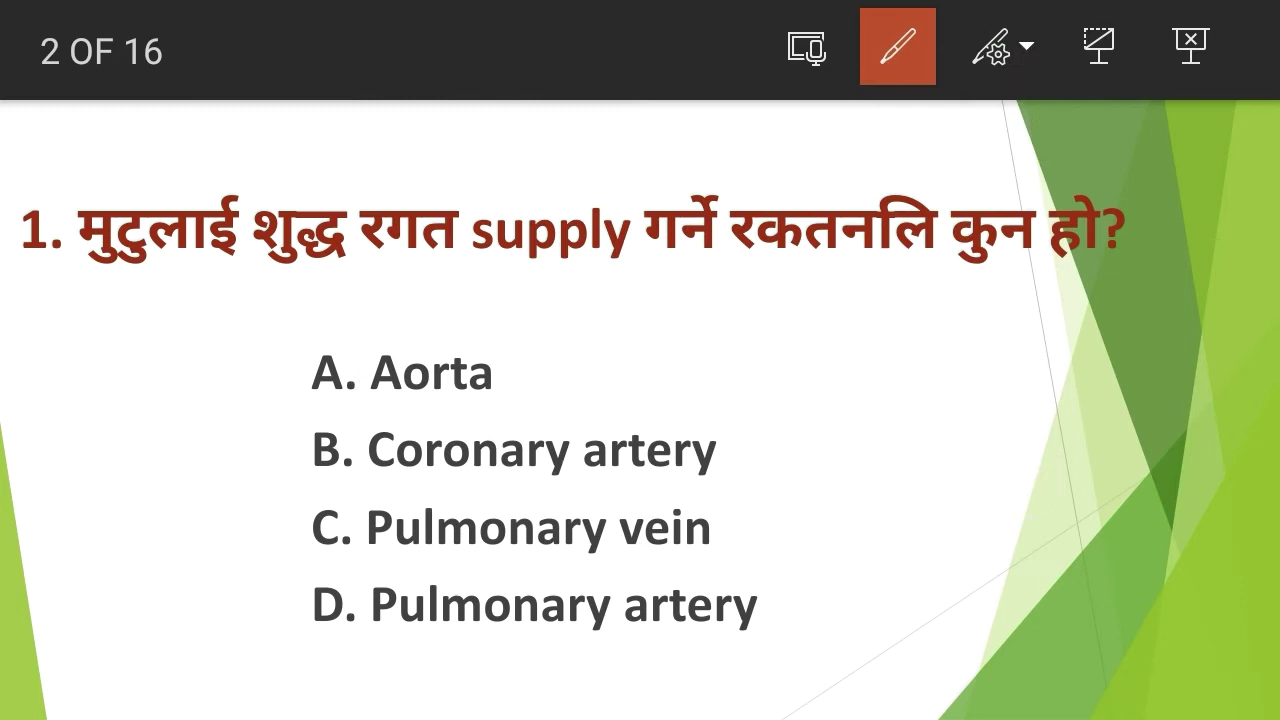 2 OF 16
1. मुटुलाई शुद्ध रगत supply गर्ने रकतनलि कुन हो?
A. Aorta
B. Coronary artery
C. Pulmonary vein
D. Pulmonary artery